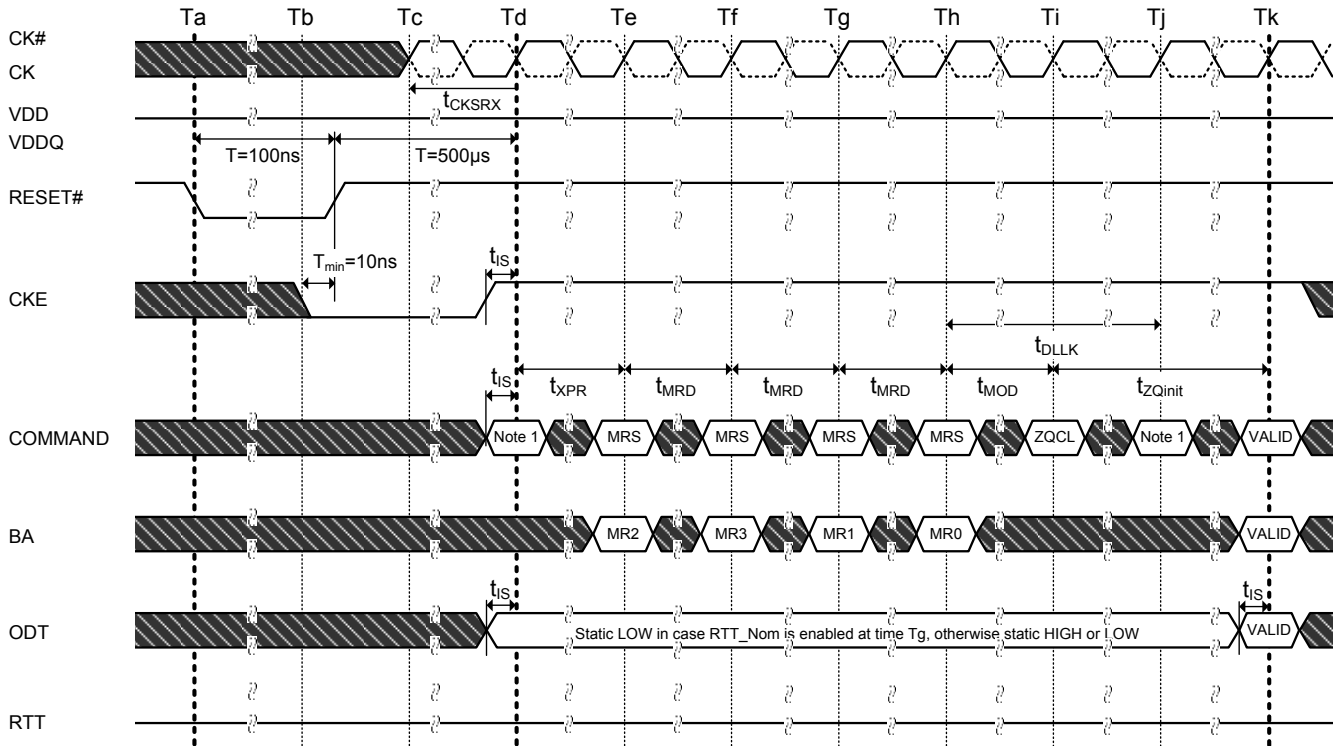 Ta Tb Tc Td Te Tf Tg Th Ti Tj Tk
CK#
CK
tCKSRX
VDD
VDDQ
T=100ns T=500µs
RESET#
Tmin=10ns tIS
CKE
tDLLK
tIS tXPR tMRD tMRD tMRD tMOD tZQinit
COMMAND Note 1 MRS MRS MRS MRS ZQCL Note 1 VALID
BA MR2 MR3 MR1 MR0 VALID
tIS tIS
ODT Static LOW in case RTT_Nom is enabled at time Tg, otherwise static HIGH or LOW VALID
RTT